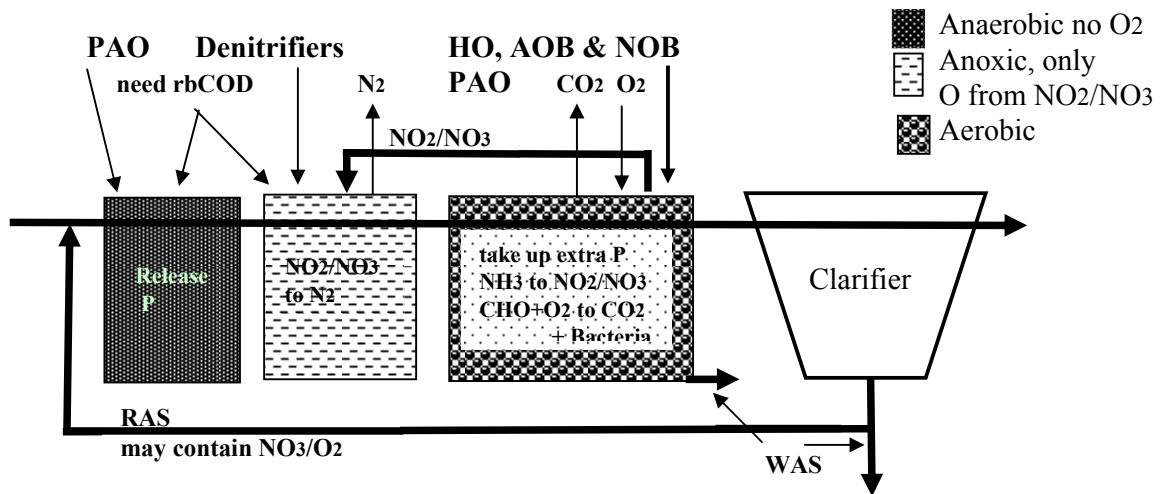 PAO
Denitrifiers
need rbCOD
N2
HO, AOB & NOB
PAO
CO2
O2
NO2/NO3
Anaerobic no O2
Anoxic, only
O from NO2/NO3
Aerobic
Release
P
NO2/NO3
to N2
take up extra P
NH3 to NO2/NO3
CHO+O2 to CO2
+ Bacteria
Clarifier
RAS
may contain NO3/O2
WAS